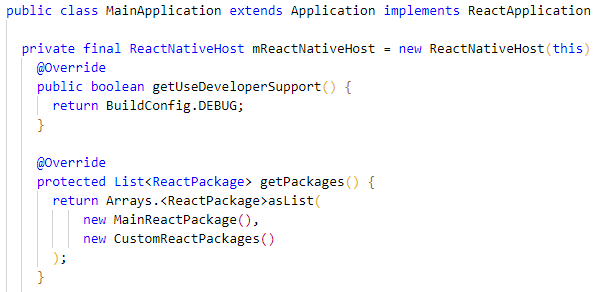 public class MainApplication extends Application implements ReactApplication
private final ReactNativeHost mReactNativeHost = new ReactNativeHost(this)
@Override
public boolean getUseDeveloperSupport() {
return BuildConfig.DEBUG;
}
@Override
protected List<ReactPackage> getPackages() {
return Arrays.<ReactPackage>asList(
new MainReactPackage(),
new CustomReactPackages()
);
}